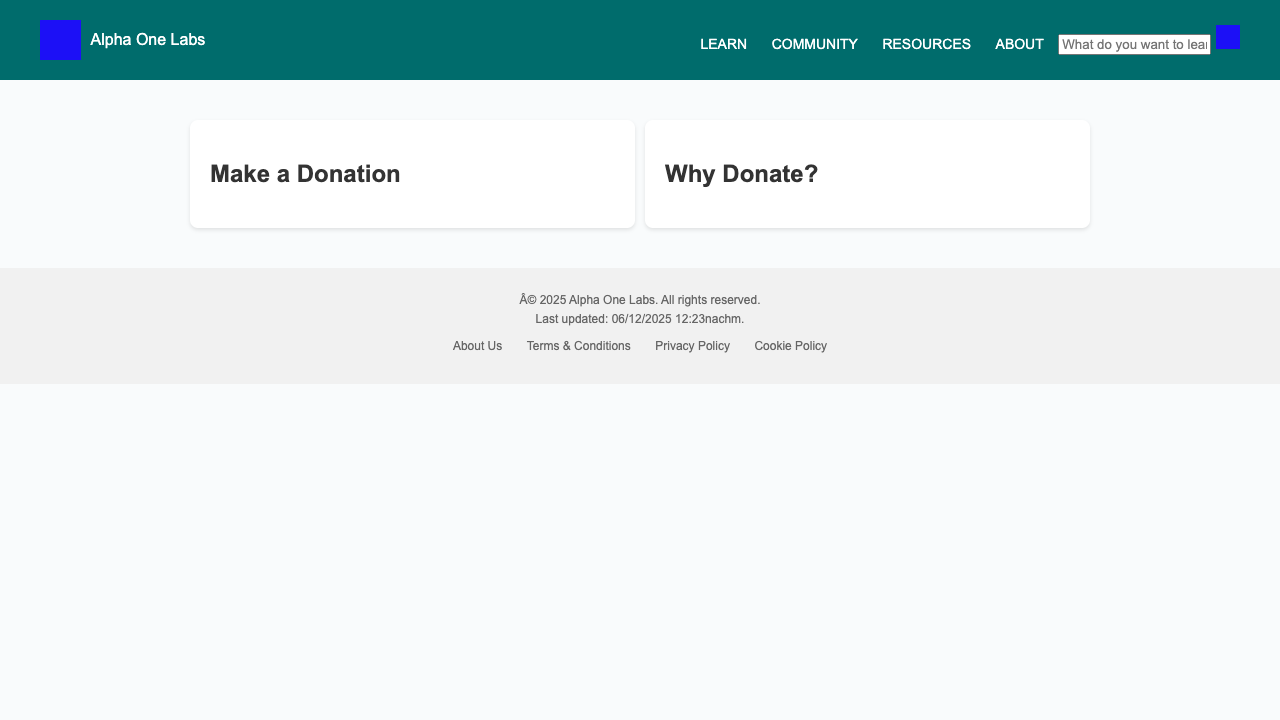 Alpha One Labs
LEARN COMMUNITY RESOURCES ABOUT What do you want to lear
Make a Donation
Why Donate?
Â© 2025 Alpha One Labs. All rights reserved.
Last updated: 06/12/2025 12:23nachm.
About Us Terms & Conditions Privacy Policy Cookie Policy